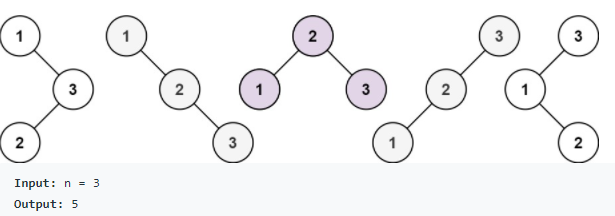 1 1 2 3 3
3 2 1 3 2 1
2 3 1 2
Input: n = 3
Output: 5